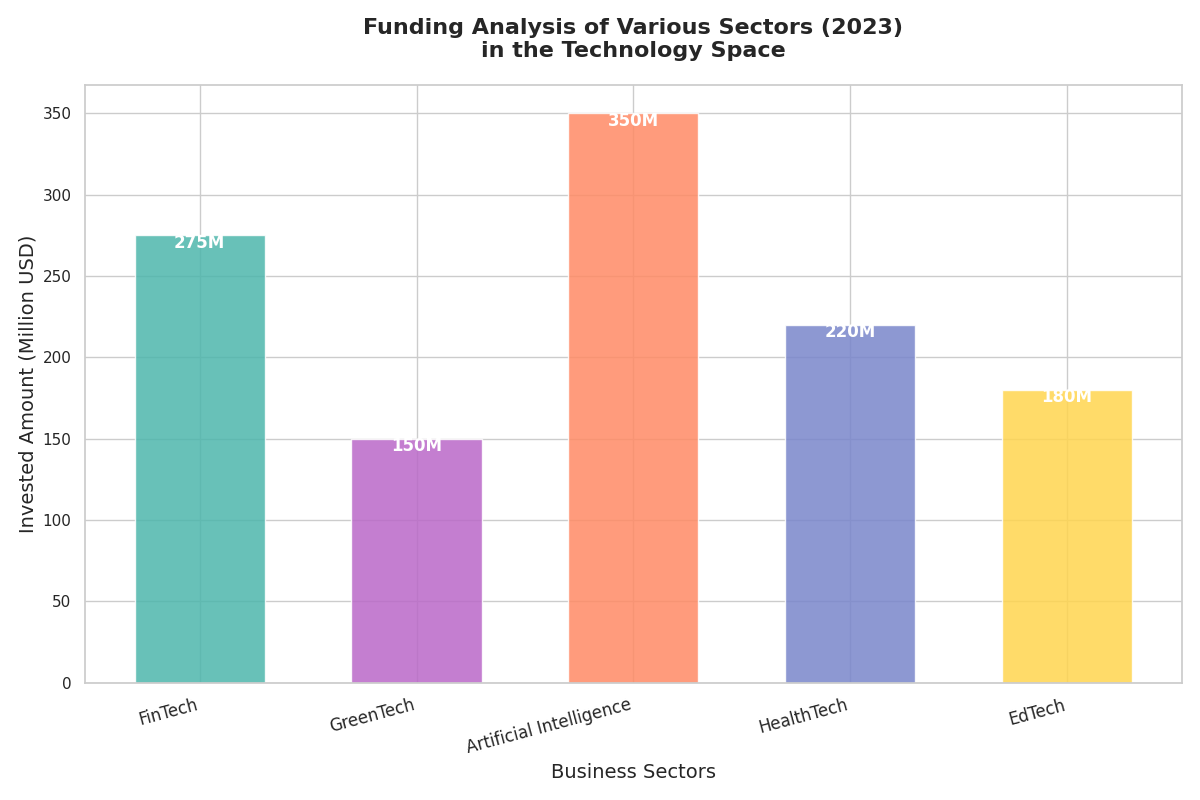 Funding Analysis of Various Sectors (2023)
in the Technology Space
Invested Amount (Million USD)
350
300
250
200
150
100
50
0
275M
150M
350M
220M
180M
FinTech
GreenTech
Artificial Intelligence
HealthTech
EdTech
Business Sectors